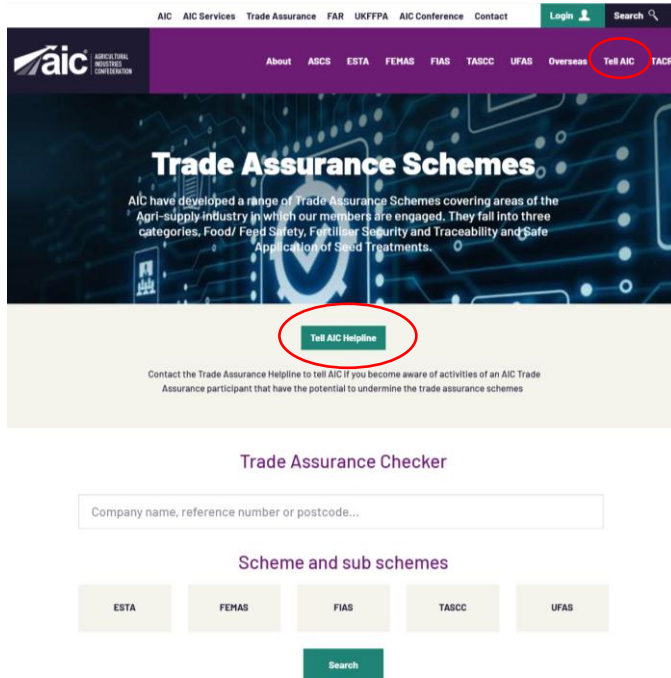 AIC AIC Services Trade Assurance FAR UKFFPA AIC Conference Contact Login Search
aic AGRICULTURAL
INDUSTRIES
CONFEDERATION
About ASCS ESTA FEMAS FIAS TASCC UFAS Overseas Tell AIC TACR
Trade Assurance Schemes
AIC have developed a range of Trade Assurance Schemes covering areas of the
Agri-supply industry in which our members are engaged. They fall into three
categories, Food/ Feed Safety, Fertiliser Security and Traceability and Safe
Application of Seed Treatments.
Tell AIC Helpline
Contact the Trade Assurance Helpline to tell AIC if you become aware of activities of an AIC Trade
Assurance participant that have the potential to undermine the trade assurance schemes
Trade Assurance Checker
Company name, reference number or postcode...
Scheme and sub schemes
ESTA FEMAS FIAS TASCC UFAS
Search